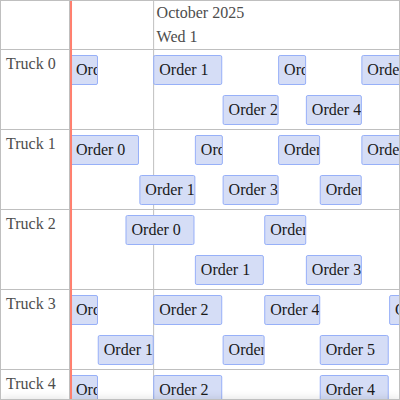 October 2025
Wed 1
Truck 0
Ord
Order 1
Ord
Orde
Order 2
Order 4
Truck 1
Order 0
Ord
Order
Orde
Order 1
Order 3
Order
Truck 2
Order 0
Order
Order 1
Order 3
Truck 3
Ord
Order 2
Order 4
Order 1
Order
Order 5
Truck 4
Ord
Order 2
Order 4